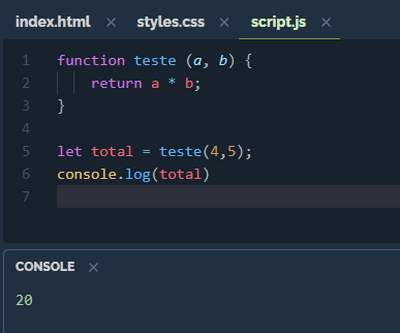 index.html × styles.css × script.js ×
1 function teste (a, b) {
2 return a * b;
3 }
4
5 let total = teste(4,5);
6 console.log(total)
7
CONSOLE ×
20